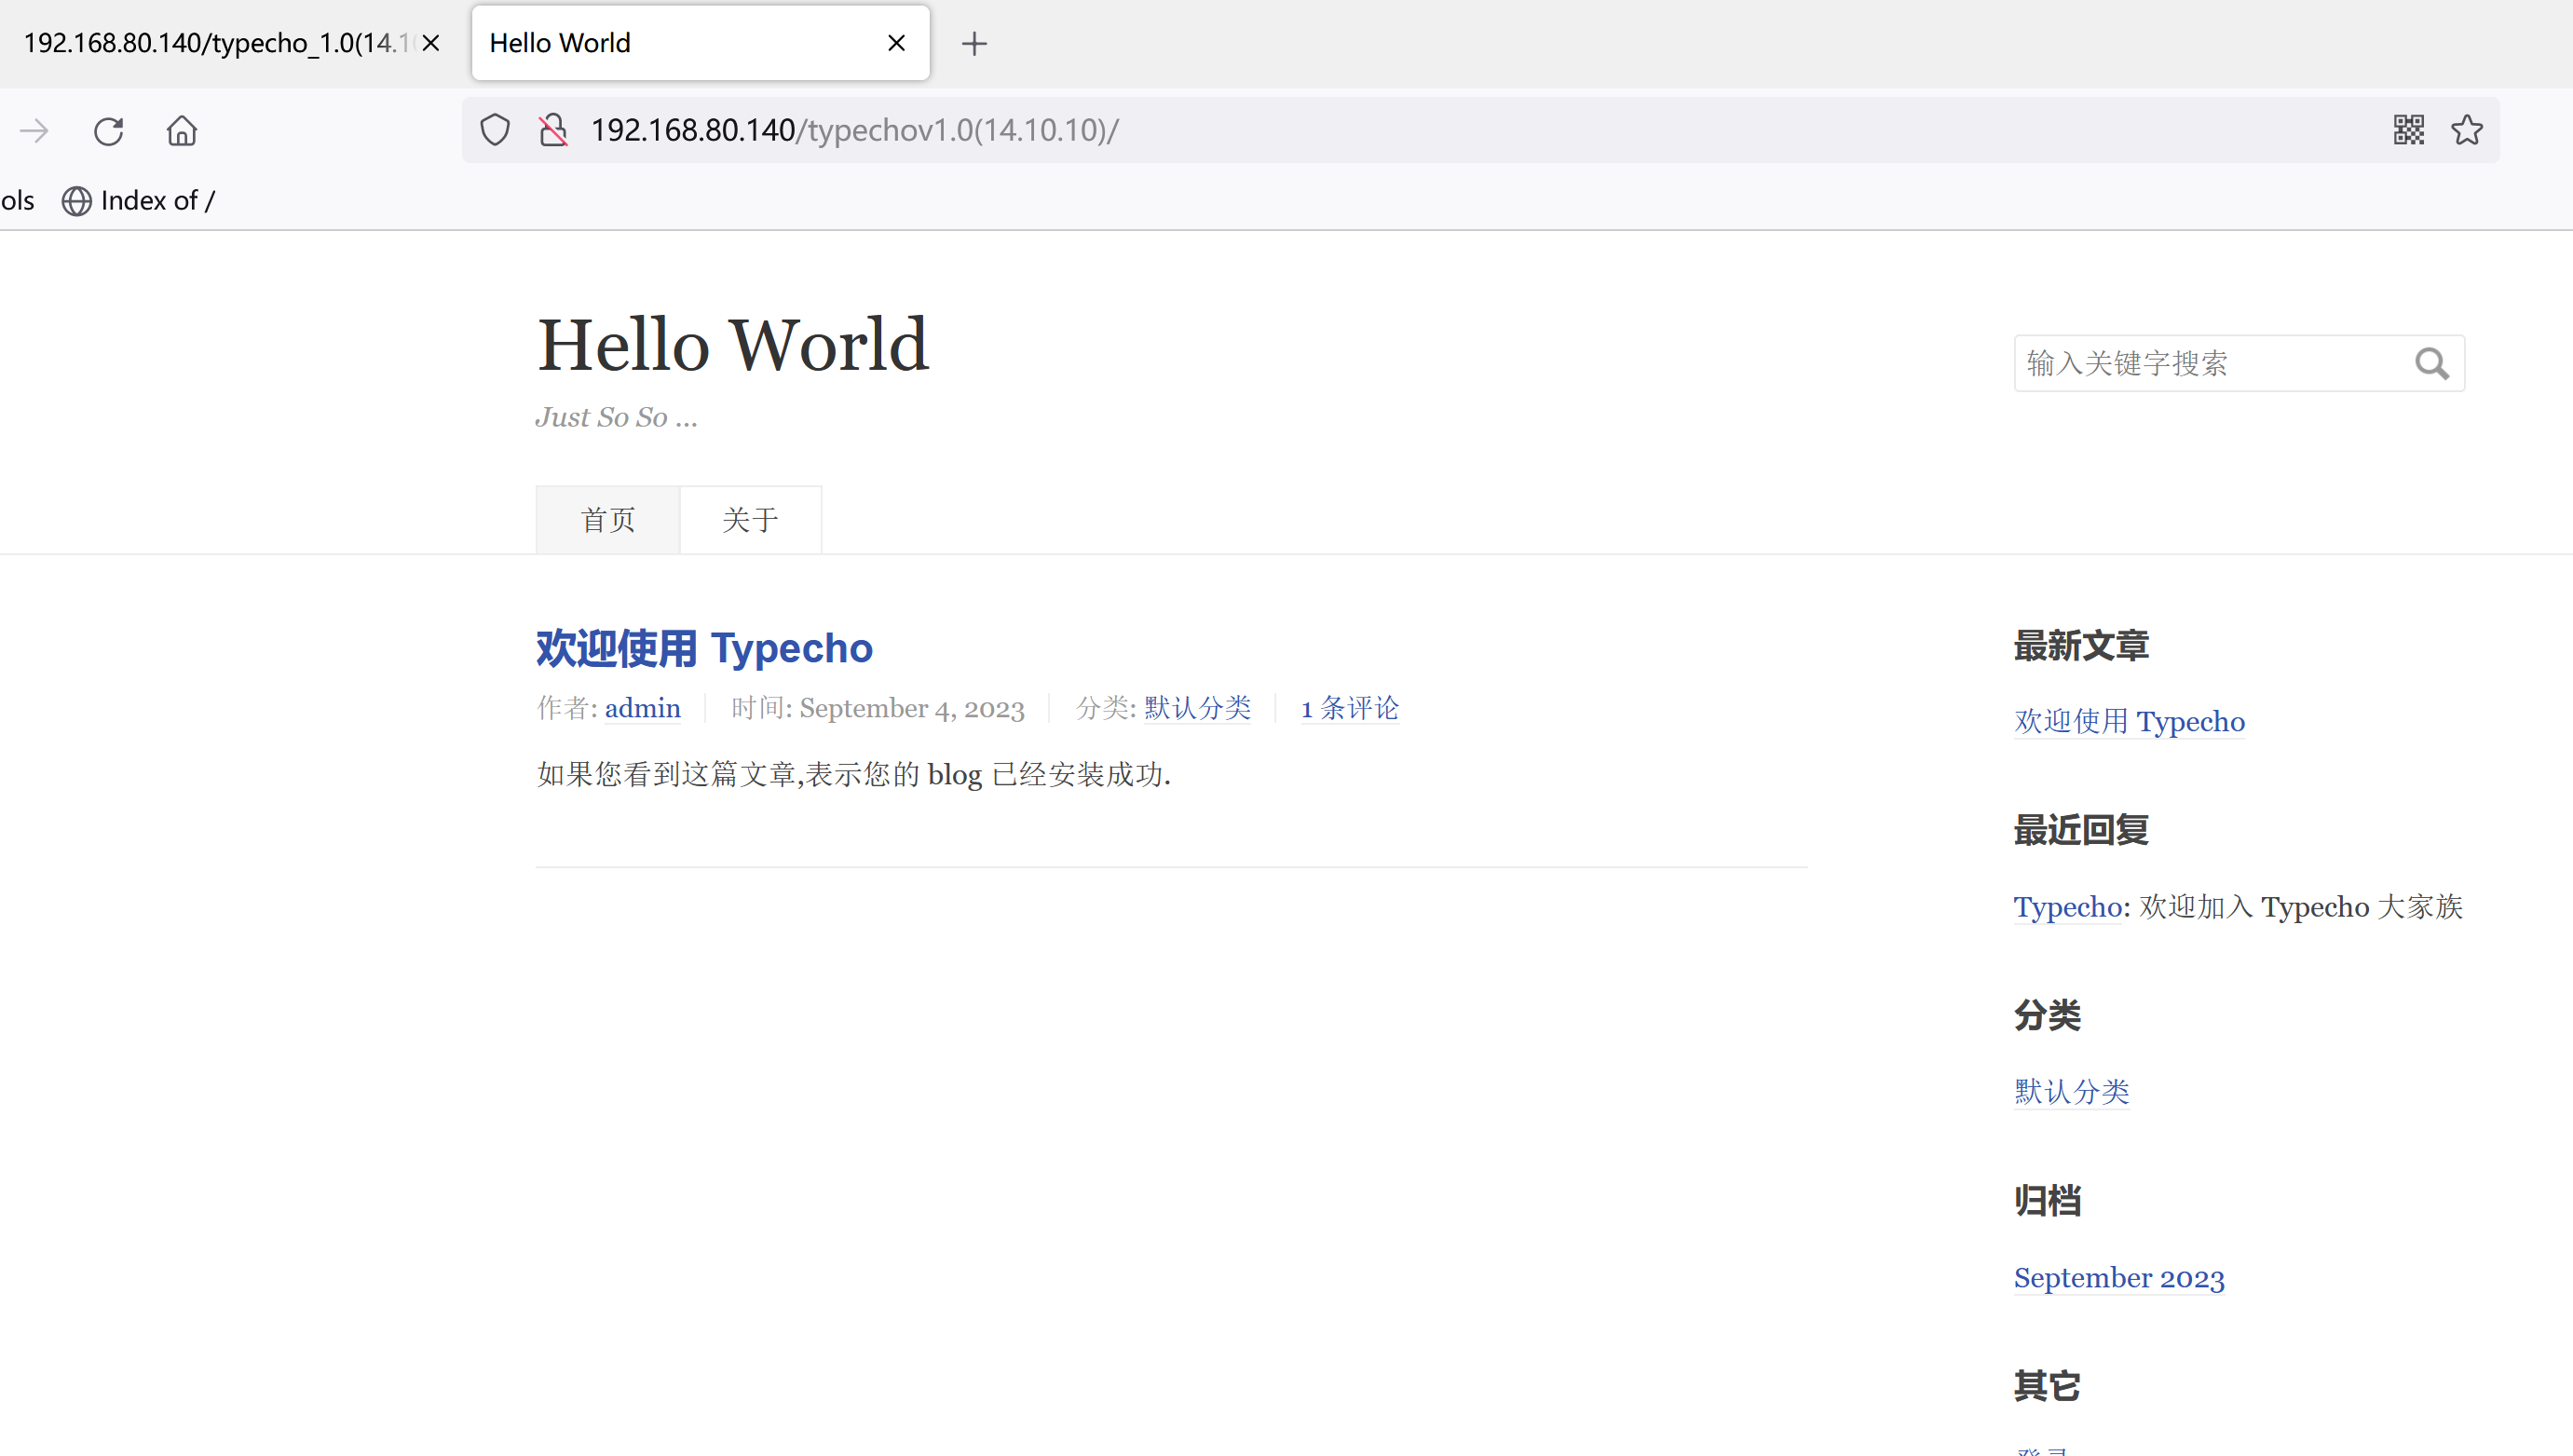 192.168.80.140/typecho_1.0(14.1
Hello World
192.168.80.140/typechov1.0(14.10.10)/
ols
Index of /
Hello World
Just So So ...
输入关键字搜索
首页
关于
欢迎使用 Typecho
作者: admin 时间: September 4, 2023 分类: 默认分类 1 条评论
如果您看到这篇文章,表示您的 blog 已经安装成功.
最新文章
欢迎使用 Typecho
最近回复
Typecho: 欢迎加入 Typecho 大家族
分类
默认分类
归档
September 2023
其它